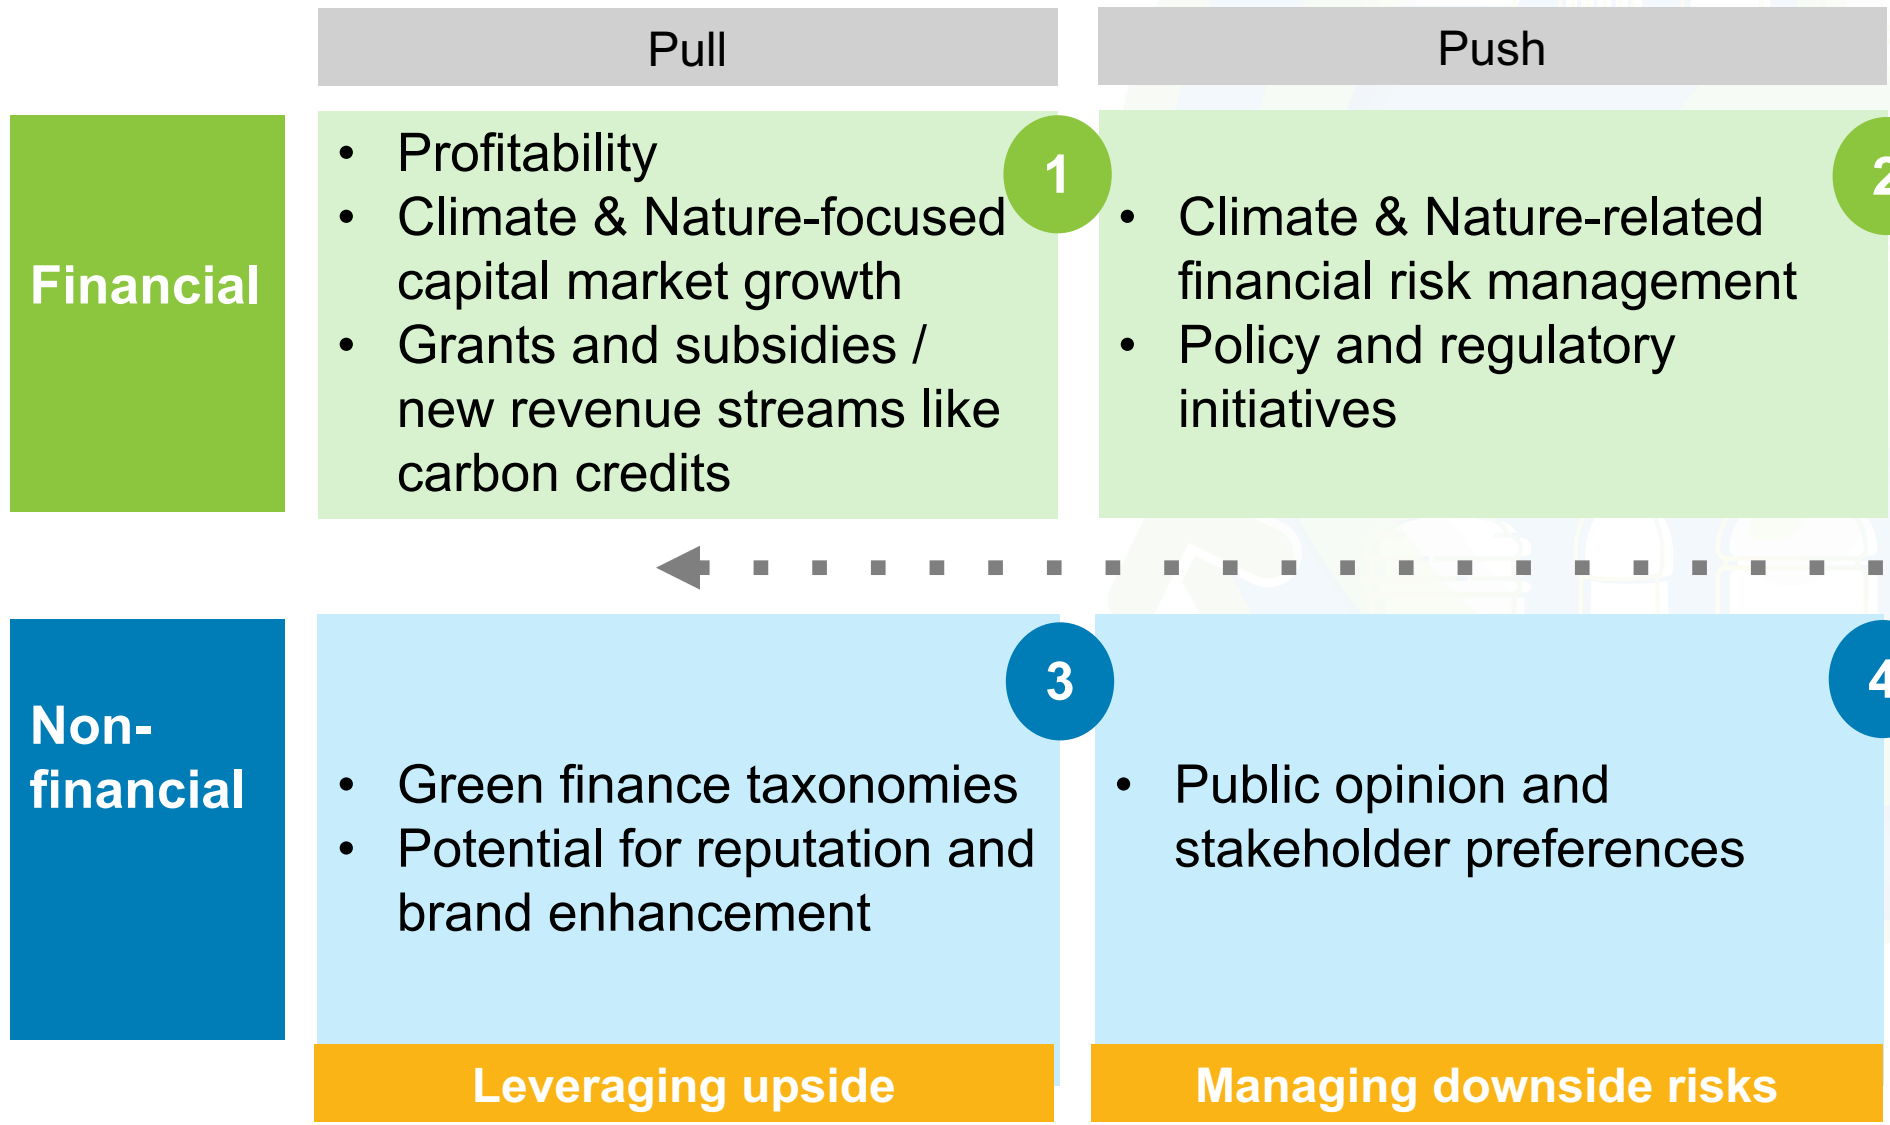 Pull
Push
Financial
• Profitability
• Climate & Nature-focused
capital market growth
• Grants and subsidies /
new revenue streams like
carbon credits
1
• Climate & Nature-related
financial risk management
• Policy and regulatory
initiatives
2
Non-
financial
• Green finance taxonomies
• Potential for reputation and
brand enhancement
3
• Public opinion and
stakeholder preferences
4
Leveraging upside
Managing downside risks